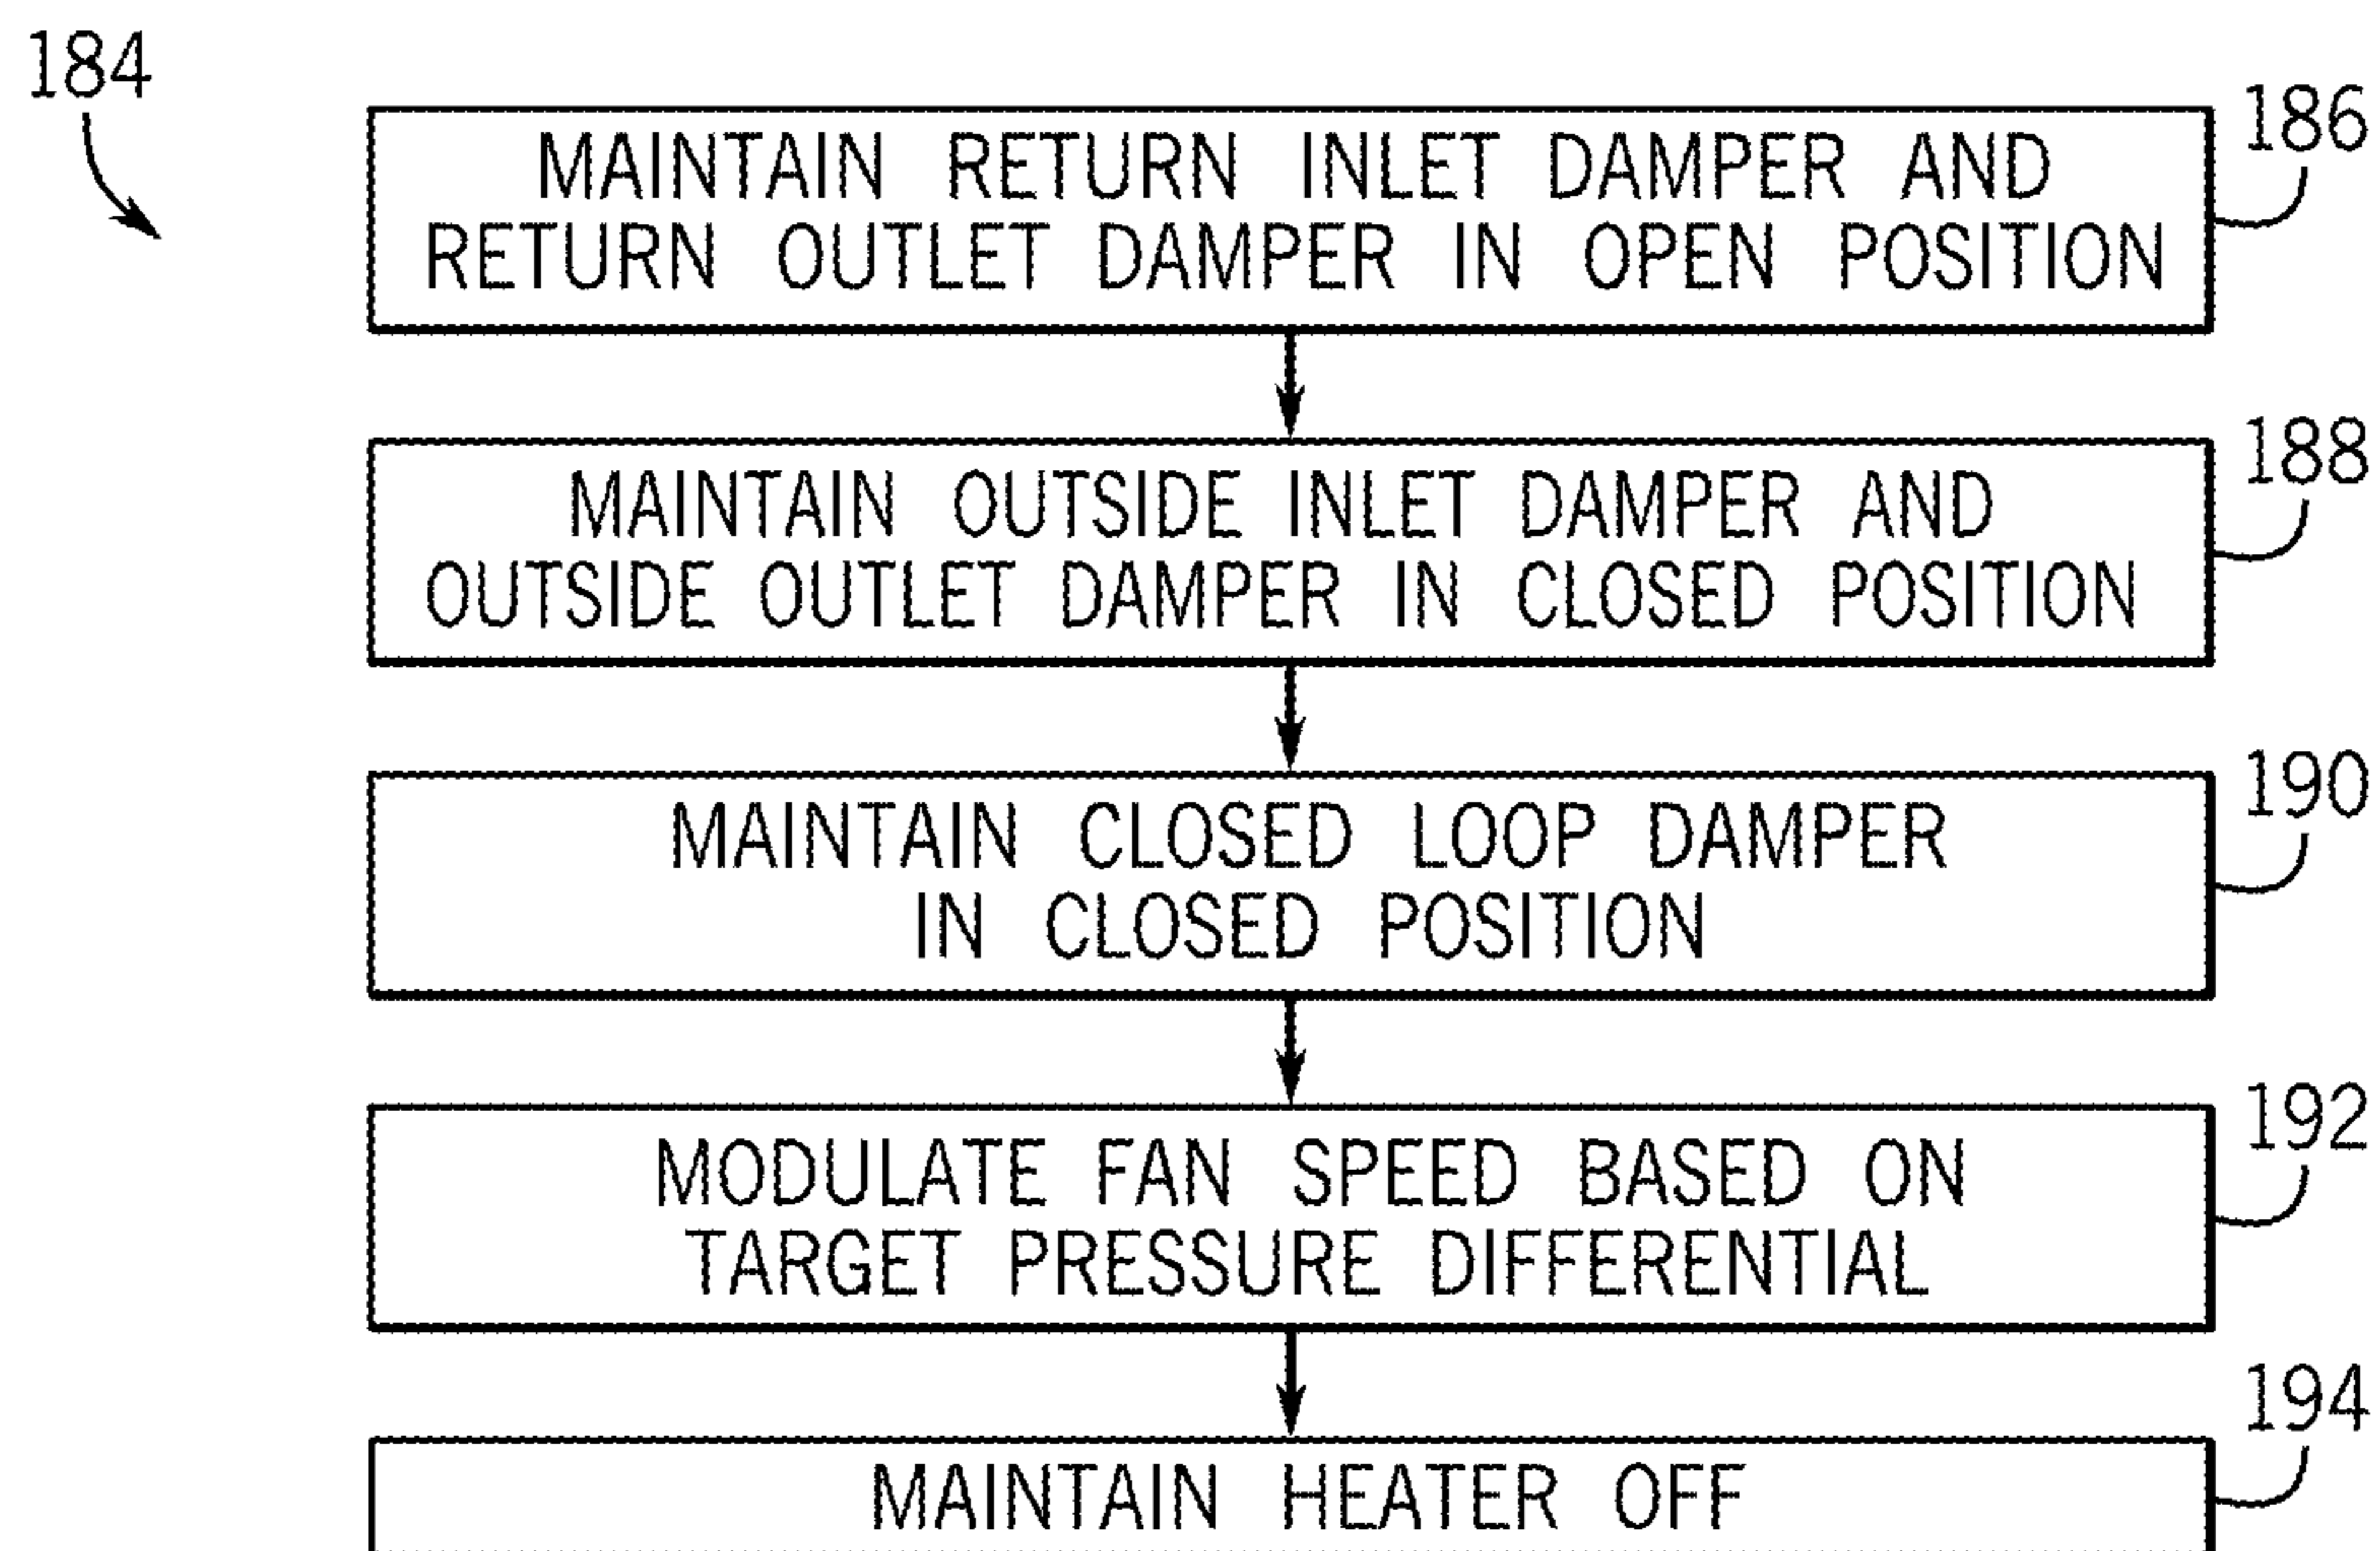 184
186
MAINTAIN RETURN INLET DAMPER AND
RETURN OUTLET DAMPER IN OPEN POSITION
188
MAINTAIN OUTSIDE INLET DAMPER AND
OUTSIDE OUTLET DAMPER IN CLOSED POSITION
190
MAINTAIN CLOSED LOOP DAMPER
IN CLOSED POSITION
192
MODULATE FAN SPEED BASED ON
TARGET PRESSURE DIFFERENTIAL
194
MAINTAIN HEATER OFF